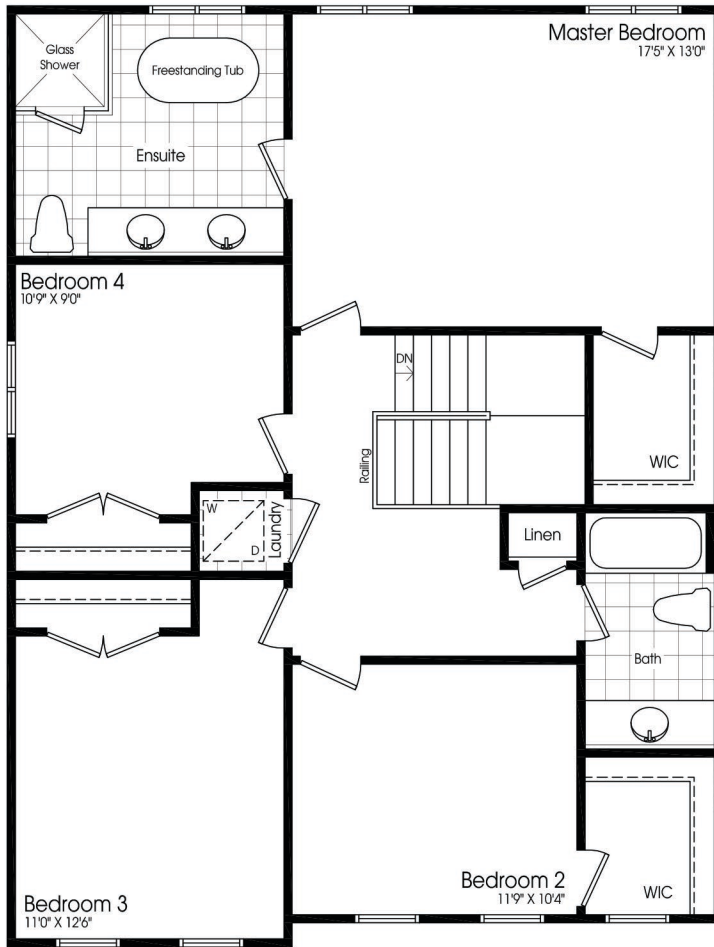 Glass
Shower
Freestanding Tub
Master Bedroom
17'5" X 13'0"
Ensuite
Bedroom 4
10'9" X 9'0"
DN
Railing
WIC
W
D
Laundry
Linen
Bath
Bedroom 3
11'0" X 12'6"
Bedroom 2
11'9" X 10'4"
WIC